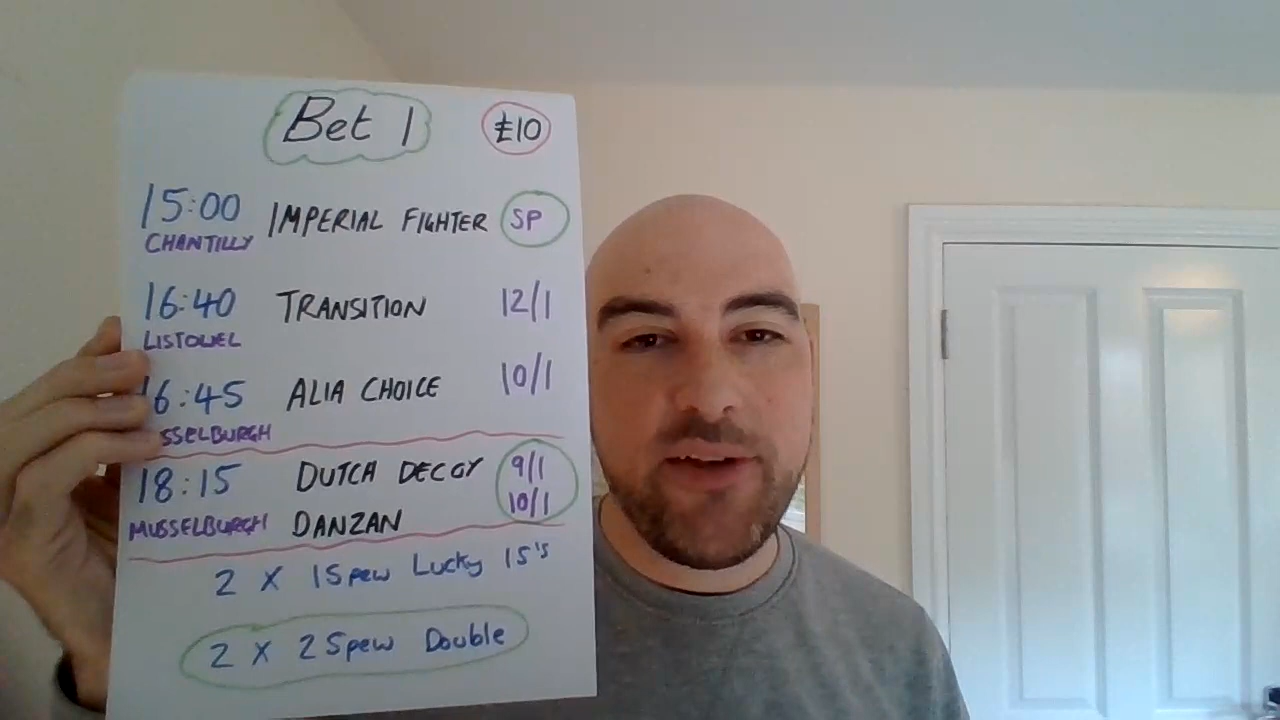 Bet 1 £10
15:00 IMPERIAL FIGHTER SP
CHANTILLY
16:40 TRANSITION 12/1
LISTOWEL
16:45 ALIA CHOICE 10/1
SSELBURGH
18:15 DUTCH DECOY 9/1
MUSSELBURGH DANZAN 10/1
2 X 15pew Lucky 15's
2 X 25pew Double